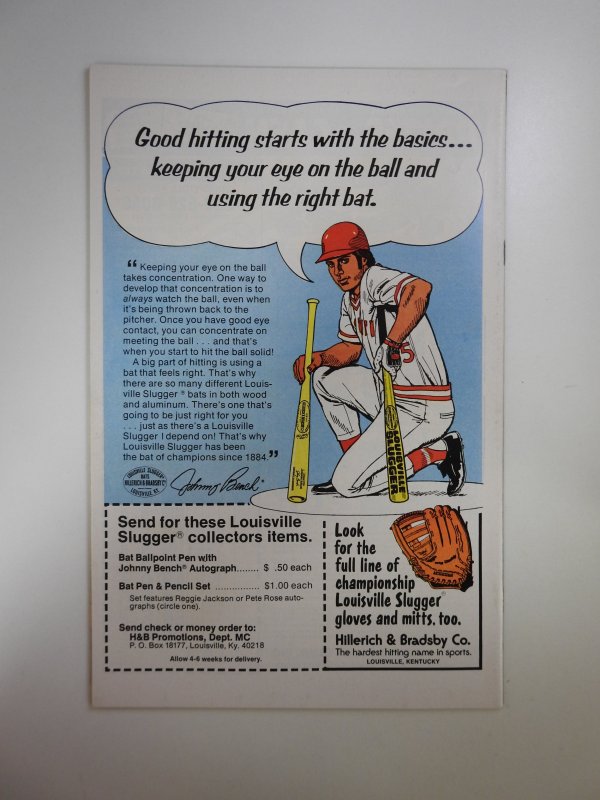 Good hitting starts with the basics...
keeping your eye on the ball and
using the right bat.
“ Keeping your eye on the ball
takes concentration. One way to
develop that concentration is to
always watch the ball, even when
it's being thrown back to the
pitcher. Once you have good eye
contact, you can concentrate on
meeting the ball . . . and that's
when you start to hit the ball solid!
A big part of hitting is using a
bat that feels right. That's why
there are so many different Louis-
ville Slugger ® bats in both wood
and aluminum. There's one that's
going to be just right for you
. . . just as there's a Louisville
Slugger I depend on! That's why
Louisville Slugger has been
the bat of champions since 1884.”
LOUISVILLE SLUGGER
BATS
HILLERICH & BRADSBY Cº
LOUISVILLE, KY.
Johnny Bench
5
LOUISVILLE
SLUGGER
Send for these Louisville
Slugger® collectors items.
Bat Ballpoint Pen with
Johnny Bench® Autograph....... $ .50 each
Bat Pen & Pencil Set ............... $1.00 each
Set features Reggie Jackson or Pete Rose auto-
graphs (circle one).
Send check or money order to:
H&B Promotions, Dept. MC
P. O. Box 18177, Louisville, Ky. 40218
Allow 4-6 weeks for delivery.
Look
for the
full line of
championship
Louisville Slugger®
gloves and mitts, too.
Hillerich & Bradsby Co.
The hardest hitting name in sports.
LOUISVILLE, KENTUCKY